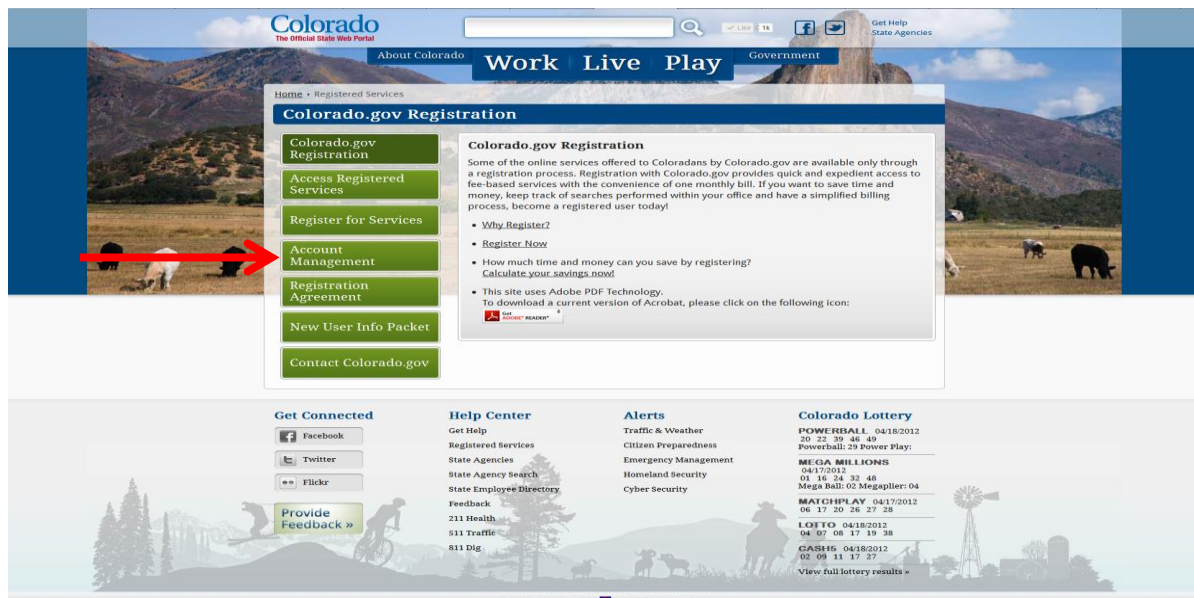 Colorado
The Official State Web Portal
Like 1k
Get Help
State Agencies
About Colorado
Work Live Play
Government
Home › Registered Services
Colorado.gov Registration
Colorado.gov
Registration
Access Registered
Services
Register for Services
Account
Management
Registration
Agreement
New User Info Packet
Contact Colorado.gov
Colorado.gov Registration
Some of the online services offered to Coloradans by Colorado.gov are available only through
a registration process. Registration with Colorado.gov provides quick and expedient access to
fee-based services with the convenience of one monthly bill. If you want to save time and
money, keep track of searches performed within your office and have a simplified billing
process, become a registered user today!
• Why Register?
• Register Now
• How much time and money can you save by registering?
Calculate your savings now!
• This site uses Adobe PDF Technology.
To download a current version of Acrobat, please click on the following icon:
Get
ADOBE® READER®
Get Connected
Facebook
Twitter
Flickr
Provide
Feedback »
Help Center
Get Help
Registered Services
State Agencies
State Agency Search
State Employee Directory
Feedback
211 Health
511 Traffic
811 Dig
Alerts
Traffic & Weather
Citizen Preparedness
Emergency Management
Homeland Security
Cyber Security
Colorado Lottery
POWERBALL 04/18/2012
20 22 39 46 49
Powerball: 29 Power Play:
MEGA MILLIONS
04/17/2012
01 16 24 32 48
Mega Ball: 02 Megaplier: 04
MATCHPLAY 04/17/2012
06 17 20 26 27 28
LOTTO 04/18/2012
04 07 08 17 19 38
CASH5 04/18/2012
02 09 11 17 27
View full lottery results »